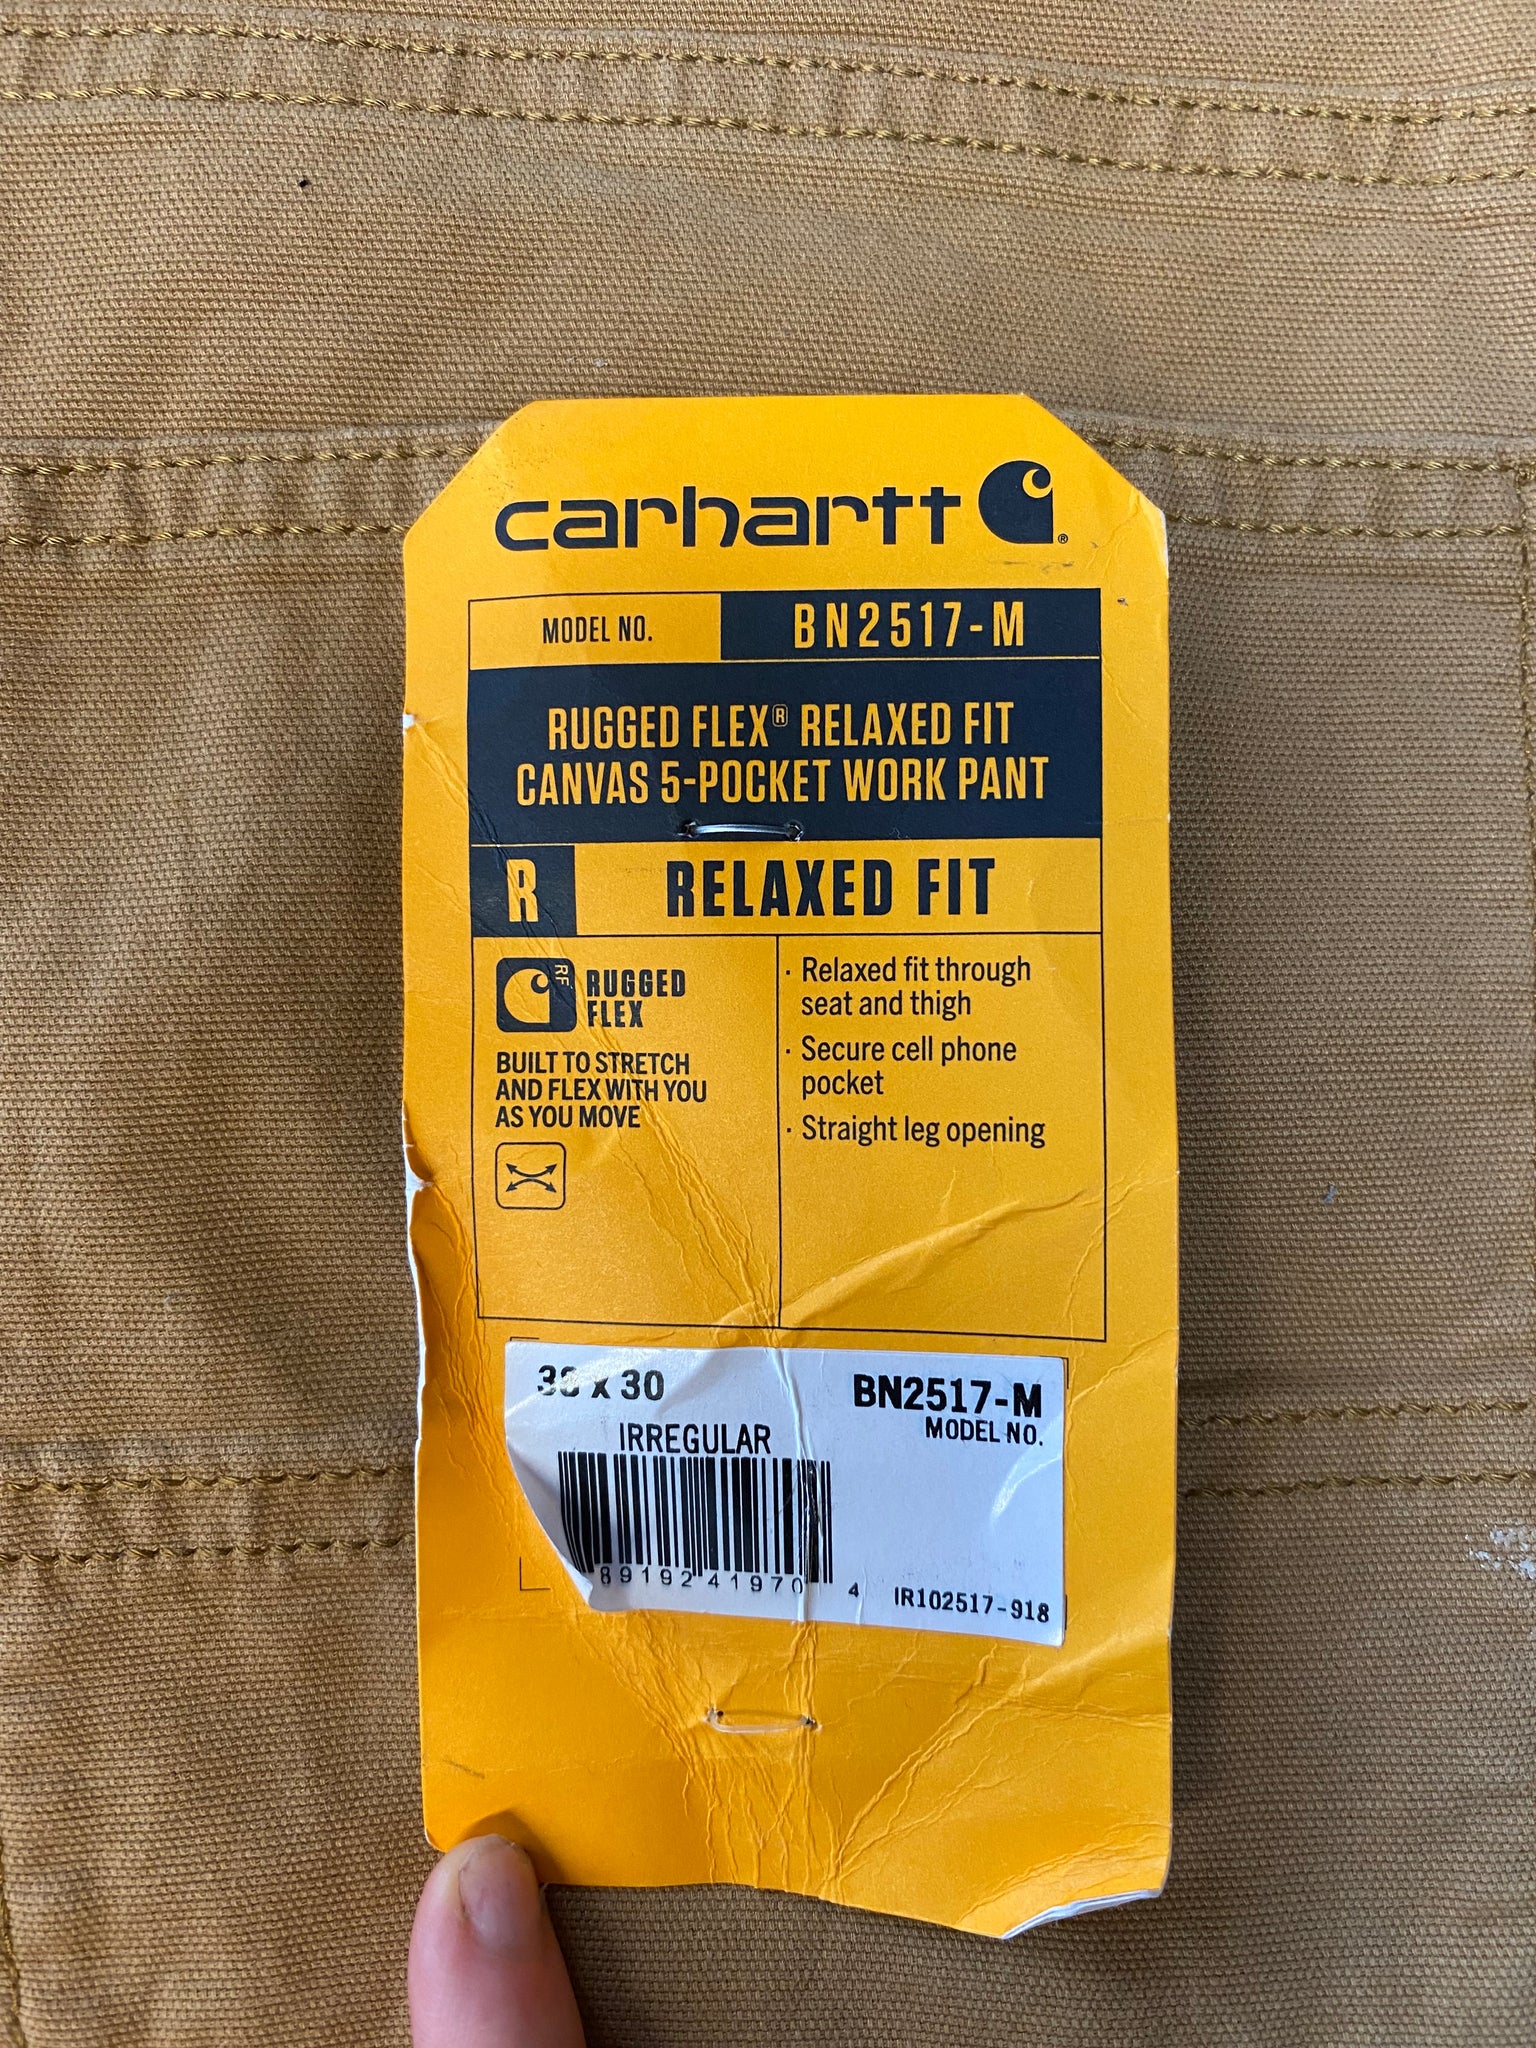 carhartt
®
MODEL NO. BN2517-M
RUGGED FLEX® RELAXED FIT
CANVAS 5-POCKET WORK PANT
R RELAXED FIT
RF
RUGGED
FLEX
BUILT TO STRETCH
AND FLEX WITH YOU
AS YOU MOVE
· Relaxed fit through
seat and thigh
· Secure cell phone
pocket
· Straight leg opening
x 30
IRREGULAR
BN2517-M
MODEL NO.
89192 41970 4
IR102517-918